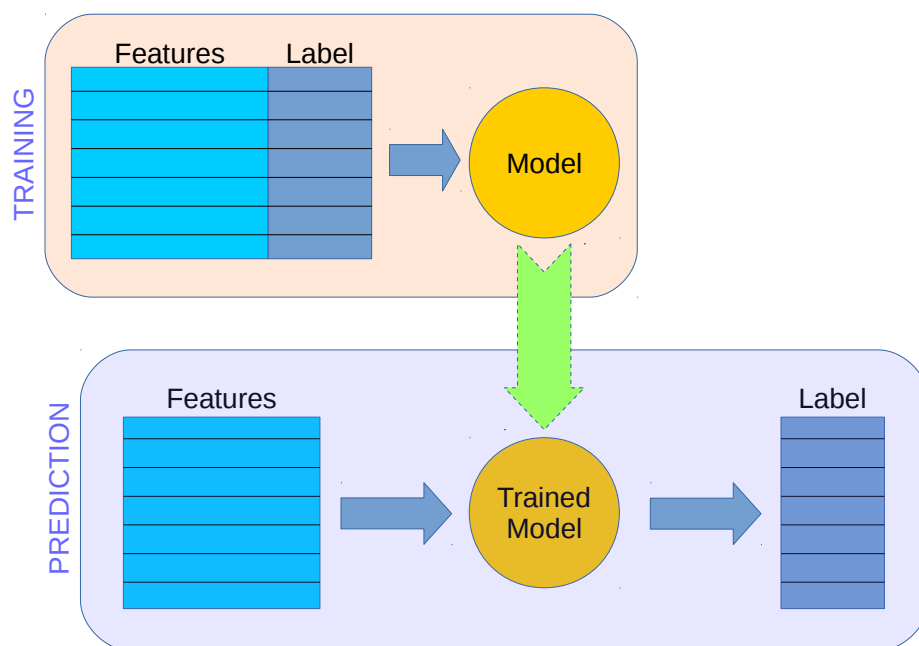 Features Label
TRAINING
Model
PREDICTION
Features
Label
Trained
Model